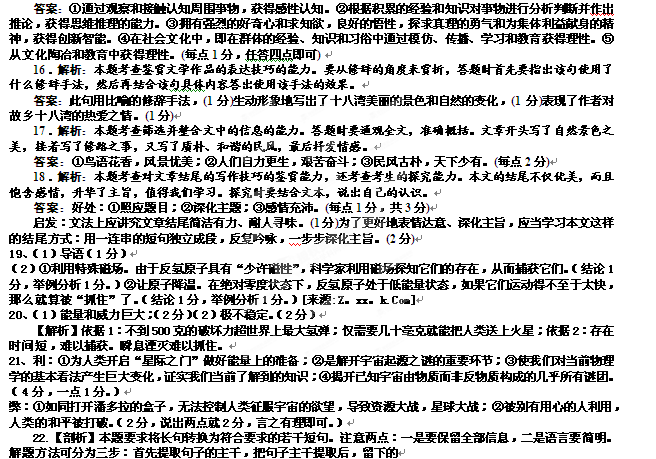 答案：①通过观察和接触认知周围事物，获得感性认知。②根据积累的经验和知识对事物进行分析判断并作出推论，获得思维推理的能力。③拥有强烈的好奇心和求知欲，良好的悟性，探求真理的勇气和为集体利益献身的精神，获得创新智能。④在社会文化中，即在群体的经验、知识和习俗中通过模仿、传播、学习和教育获得理性。⑤从文化陶冶和教育中获得理性。(每点1分，任答四点即可)
16．解析：本题考查鉴赏文学作品的表达技巧的能力。要从修辞的角度来赏析，答题时首先要指出该句使用了什么修辞手法，然后再结合该句具体内容答出使用该手法的效果。
答案：此句用比喻的修辞手法，(1分)生动形象地写出了十八湾美丽的景色和自然的变化，(1分)表现了作者对故乡十八湾的热爱之情。(1分)
17．解析：本题考查筛选并整合文中的信息的能力。答题时要通观全文，准确概括。文章开头写了自然景色之美，接着写了修路之事，又写了质朴、和谐的民风，最后抒发情感。
答案：①鸟语花香，风景优美；②人们自力更生，艰苦奋斗；③民风古朴，天下少有。(每点2分)
18．解析：本题考查对文章结尾的写作技巧的鉴赏能力，还考查考生的探究能力。本文的结尾不仅优美，而且饱含感情，升华了主旨，值得我们学习。探究时要结合文本，说出自己的认识。
答案：好处：①照应题目；②深化主题；③感情充沛。(每点1分，共3分)
启发：文法上应讲究文章结尾简洁有力、耐人寻味。(1分)为了更好地表情达意、深化主旨，应当学习本文这样的结尾方式：用一连串的短句独立成段，反复吟咏，一步步深化主旨。(2分)
19、（1）导语（1分）
（2）①利用特殊磁场。由于反氢原子具有“少许磁性”，科学家利用磁场探知它们的存在，从而捕获它们。（结论1分，举例分析1分。）②让原子降温。在绝对零度状态下，反氢原子处于低能量状态，如果它们运动得不至于太快，那么就算被“抓住”了。（结论1分，举例分析1分。）[来源:Z。xx。k.Com]
20、（1）能量和威力巨大；（2分）（2）极不稳定。（2分）
【解析】依据1：不到500克的破坏力超世界上最大氢弹；仅需要几十毫克就能把人类送上火星；依据2：存在时间短，难以捕获。瞬息湮灭难以抓住。
21、利：①为人类开启“星际之门”做好能量上的准备；②是解开宇宙起源之谜的重要环节；③使我们对当前物理学的基本看法产生巨大变化，证实我们当前了解到的知识；④揭开已知宇宙由物质而非反物质构成的几乎所有谜团。（4分，一点1分。）
弊：①如同打开潘多拉的盒子，无法控制人类征服宇宙的欲望，导致资源大战，星球大战；②被别有用心的人利用，人类的和平被打破。（2分，说出两点就2分，言之有理即可。）
22.【剖析】本题要求将长句转换为符合要求的若干短句。注意两点：一是要保留全部信息，二是语言要简明。解题方法可分为三步：首先提取句子的主干，把句子主干提取后，留下的